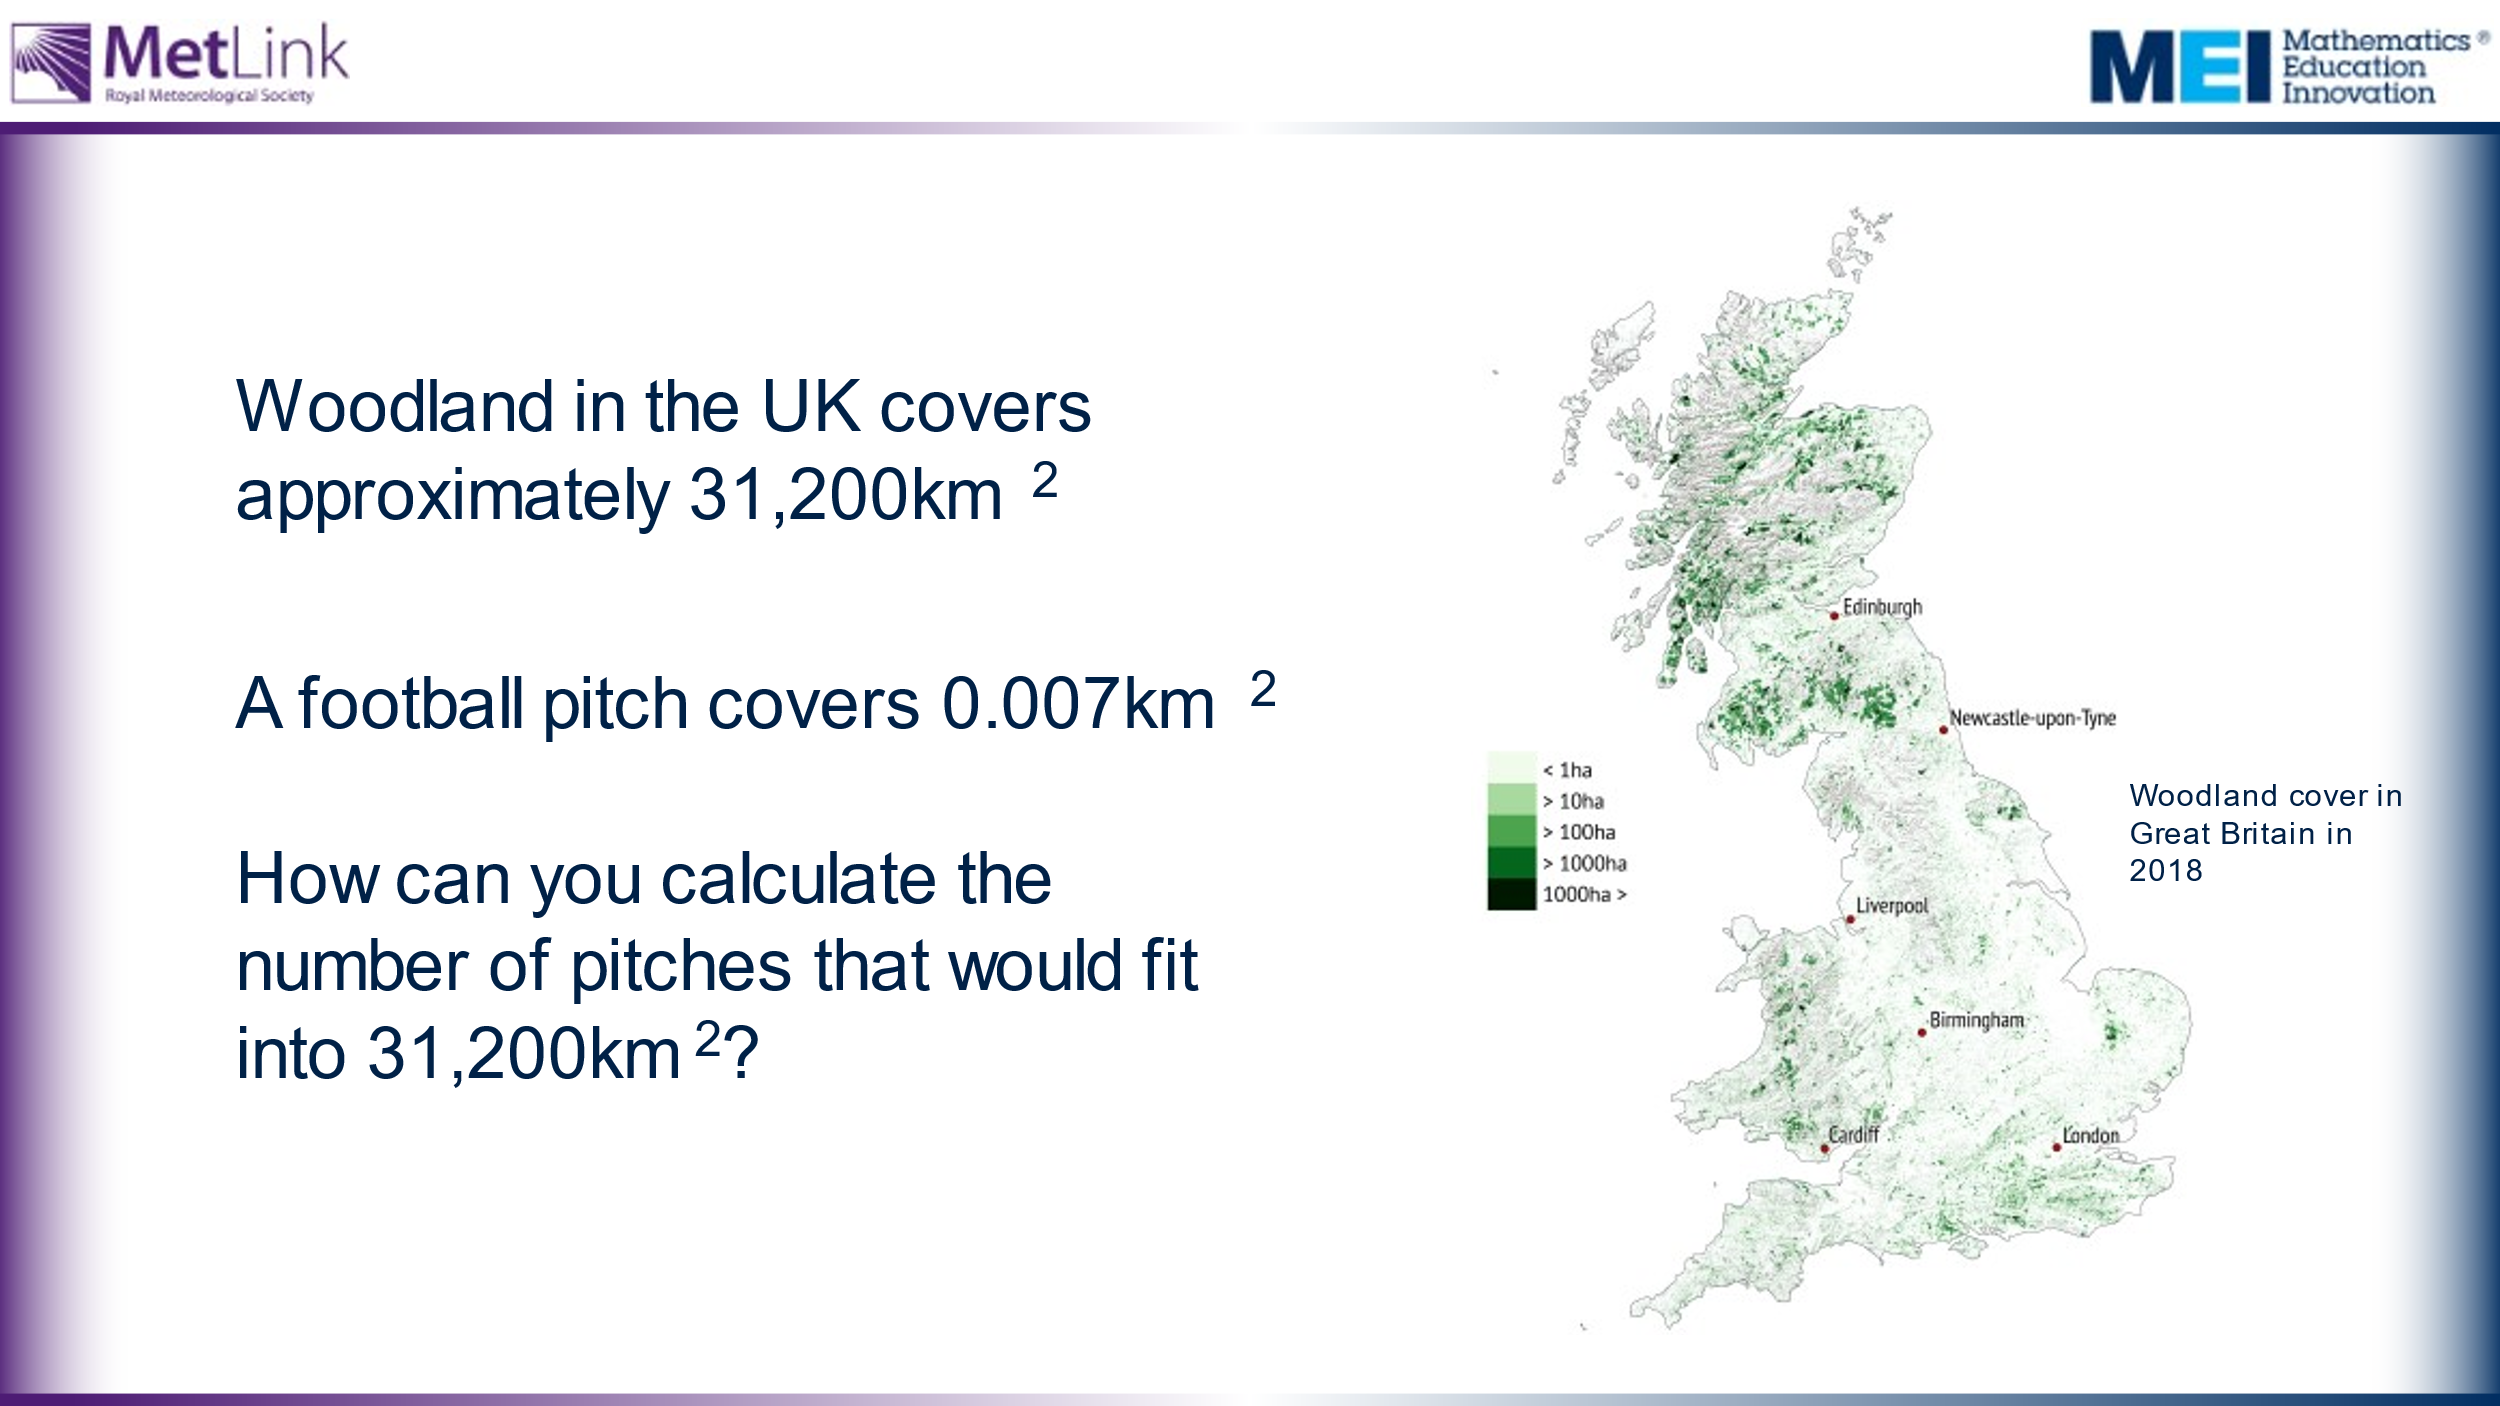 MetLink
Royal Meteorological Society
MEI Mathematics ®
Education
Innovation
Woodland in the UK covers
approximately 31,200km ²
A football pitch covers 0.007km ²
How can you calculate the
number of pitches that would fit
into 31,200km ²?
Edinburgh
Newcastle-upon-Tyne
< 1ha
> 10ha
> 100ha
> 1000ha
1000ha >
Woodland cover in
Great Britain in
2018
Liverpool
Birmingham
Cardiff
London